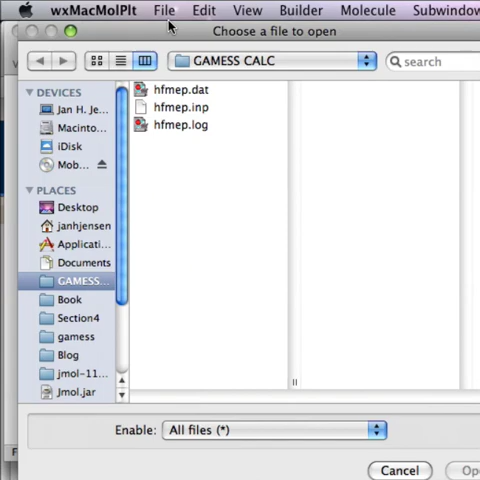 wxMacMolPlt File Edit View Builder Molecule Subwindow
Choose a file to open
GAMESS CALC
search
DEVICES
Jan H. Je...
Macinto...
iDisk
Mob...
PLACES
Desktop
janhjensen
Applicati...
Documents
GAMESS...
Book
Section4
gamess
Blog
jmol-11...
Jmol.jar
hfmep.dat
hfmep.inp
hfmep.log
Enable: All files (*)
Cancel Ope